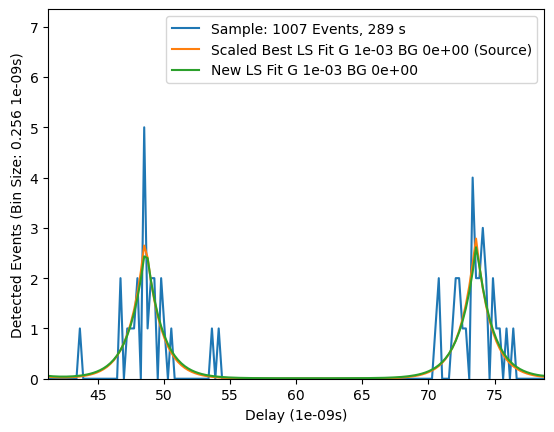 Sample: 1007 Events, 289 s
Scaled Best LS Fit G 1e-03 BG 0e+00 (Source)
New LS Fit G 1e-03 BG 0e+00
Detected Events (Bin Size: 0.256 1e-09s)
7
6
5
4
3
2
1
0
45 50 55 60 65 70 75
Delay (1e-09s)